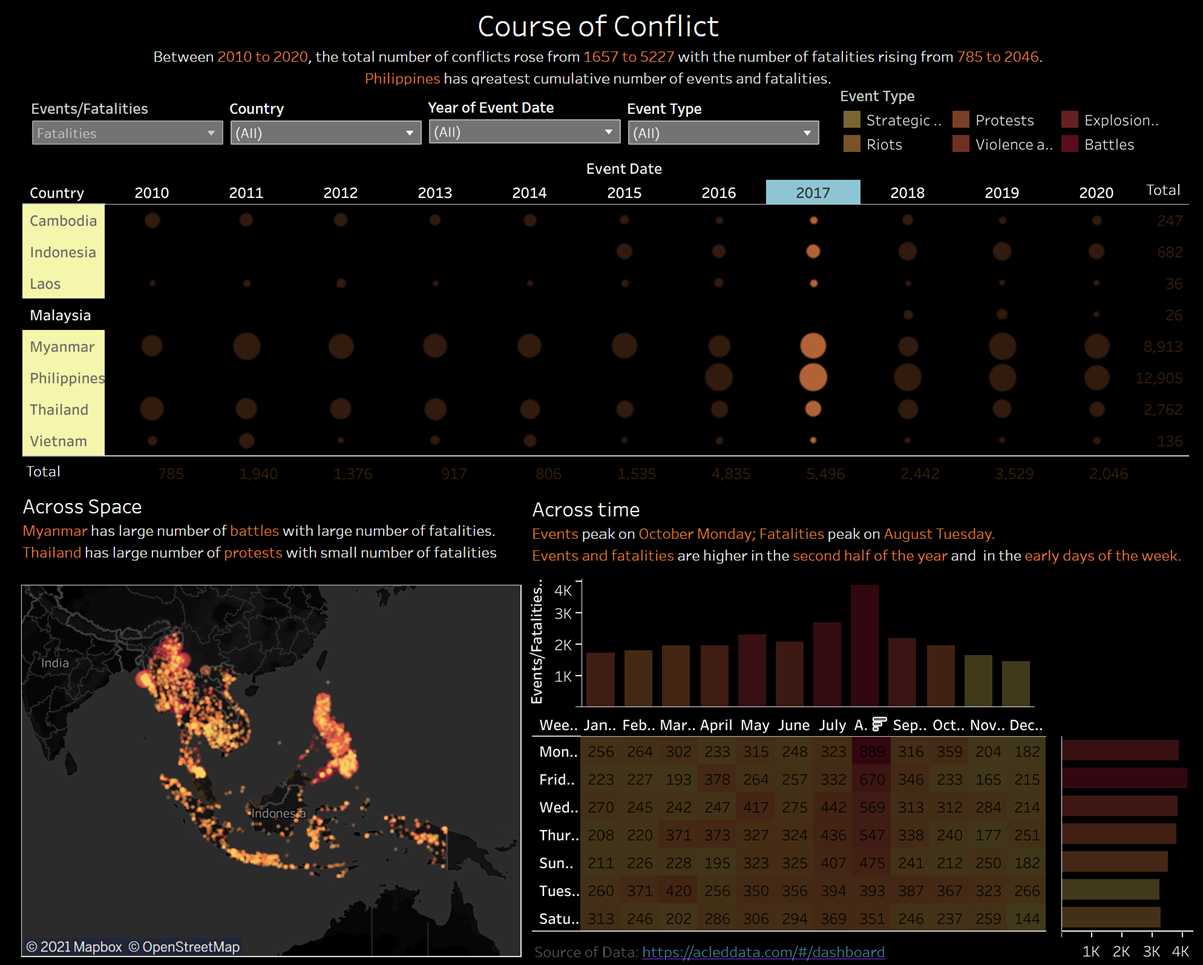 Course of Conflict
Between 2010 to 2020, the total number of conflicts rose from 1657 to 5227 with the number of fatalities rising from 785 to 2046.
Philippines has greatest cumulative number of events and fatalities.
Events/Fatalities
Fatalities
Country
(All)
Year of Event Date
(All)
Event Type
(All)
Event Type
Strategic .. Protests Explosion..
Riots Violence a.. Battles
Event Date
Country 2010 2011 2012 2013 2014 2015 2016 2017 2018 2019 2020 Total
Cambodia 247
Indonesia 682
Laos 36
Malaysia 26
Myanmar 8,913
Philippines 12,905
Thailand 2,762
Vietnam 136
Total 785 1,940 1,376 917 806 1,535 4,835 5,496 2,442 3,529 2,046
Across Space
Myanmar has large number of battles with large number of fatalities.
Thailand has large number of protests with small number of fatalities
India
Indonesia
© 2021 Mapbox © OpenStreetMap
Across time
Events peak on October Monday; Fatalities peak on August Tuesday.
Events and fatalities are higher in the second half of the year and in the early days of the week.
Events/Fatalities..
4K
3K
2K
1K
Wee.. Jan.. Feb.. Mar.. April May June July A. Sep.. Oct.. Nov.. Dec..
Mon.. 256 264 302 233 315 248 323 889 316 359 204 182
Frid.. 223 227 193 378 264 257 332 670 346 233 165 215
Wed.. 270 245 242 247 417 275 442 569 313 312 284 214
Thur.. 208 220 371 373 327 324 436 547 338 240 177 251
Sun.. 211 226 228 195 323 325 407 475 241 212 250 182
Tues.. 260 371 420 256 350 356 394 393 387 367 323 266
Satu.. 313 246 202 286 306 294 369 351 246 237 259 144
1K 2K 3K 4K
Source of Data: https://acleddata.com/#/dashboard